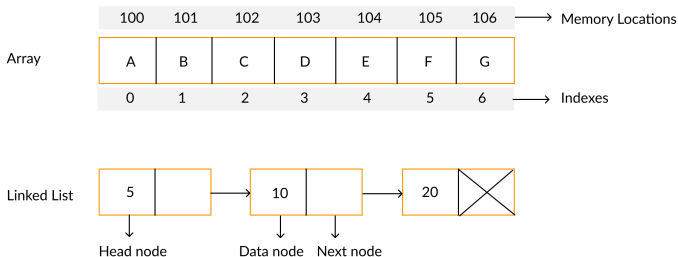 100 101 102 103 104 105 106 Memory Locations
Array A B C D E F G
0 1 2 3 4 5 6 Indexes
Linked List 5 10 20
Head node Data node Next node